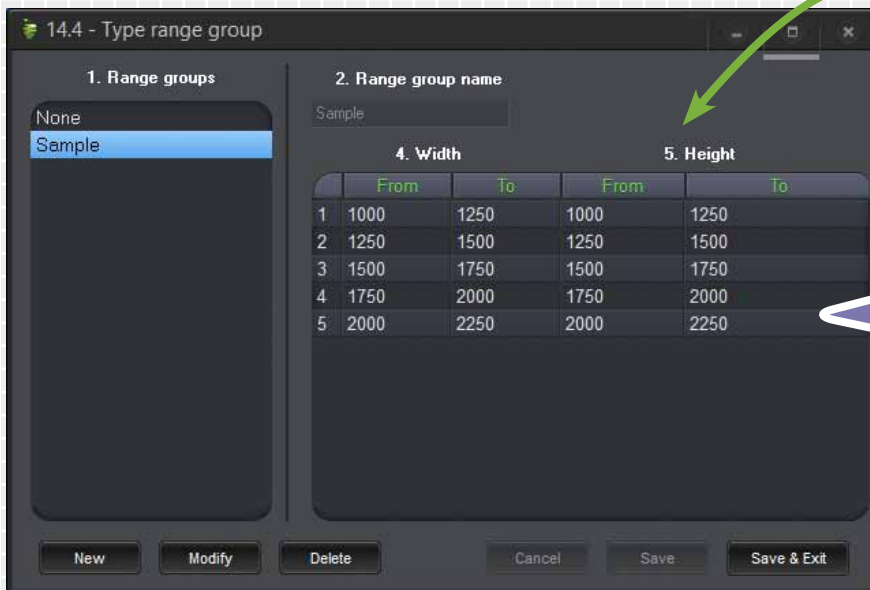 14.4 - Type range group
1. Range groups
2. Range group name
None
Sample
Sample
4. Width
5. Height
From To From To
1 1000 1250 1000 1250
2 1250 1500 1250 1500
3 1500 1750 1500 1750
4 1750 2000 1750 2000
5 2000 2250 2000 2250
New Modify Delete Cancel Save Save & Exit